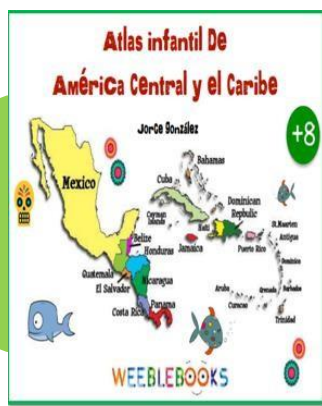 Atlas infantil De
América Central y el Caribe
Jorge González
+8
Bahamas
Mexico
Cuba
Dominican
Repbulic
Cayman
Islands
Haiti
St.Maarten
Antigua
Belize
Honduras
Jamaica
Puerto Rico
Dominica
Guatemala
El Salvador
Nicaragua
Aruba
Grenada
Barbados
Curacao
Costa Rica
Panama
Trinidad
WEEBLEBOOKS